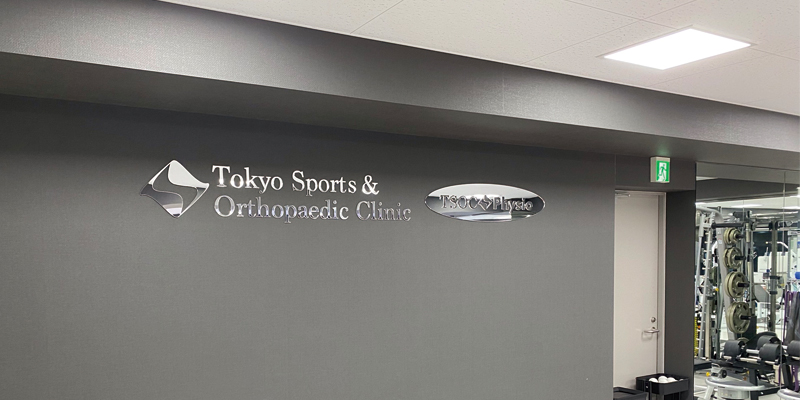 Tokyo Sports &
Orthopaedic Clinic
TSOC Physio